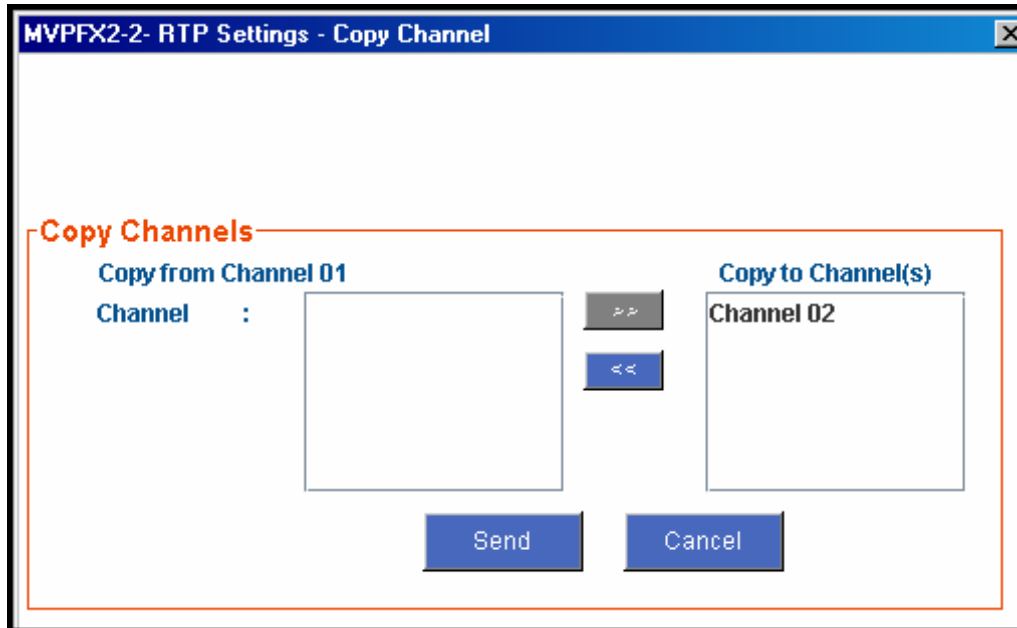 MVPFX2-2- RTP Settings - Copy Channel
Copy Channels
Copy from Channel 01
Copy to Channel(s)
Channel :
>>
Channel 02
<<
Send
Cancel